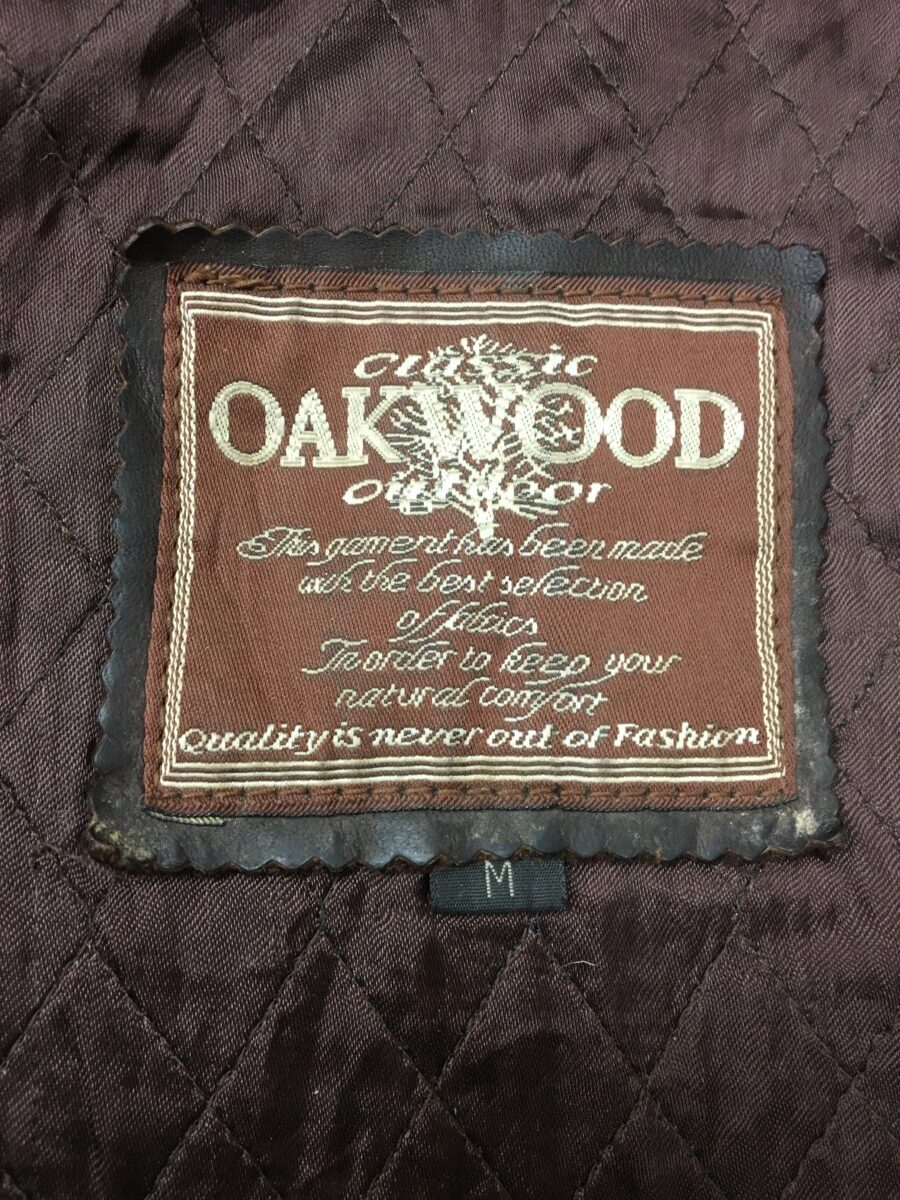 classic
OAKWOOD
outdoor
This garment has been made
with the best selection
of fabics
In order to keep your
natural comfort
Quality is never out of Fashion
M